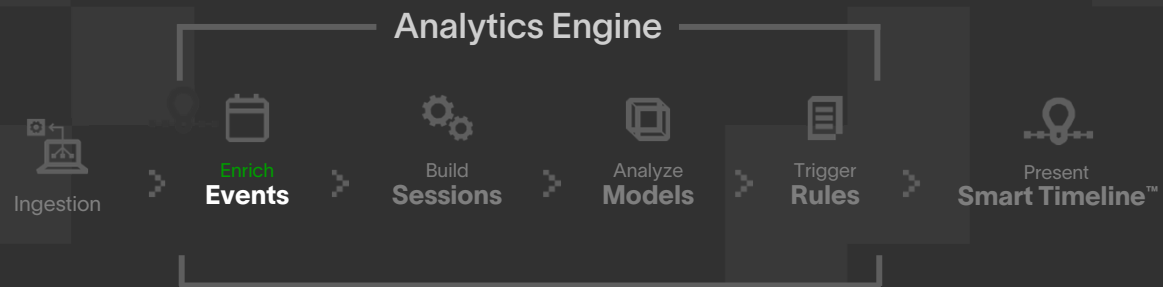 Analytics Engine
Ingestion
Enrich
Events
Build
Sessions
Analyze
Models
Trigger
Rules
Present
Smart Timeline™